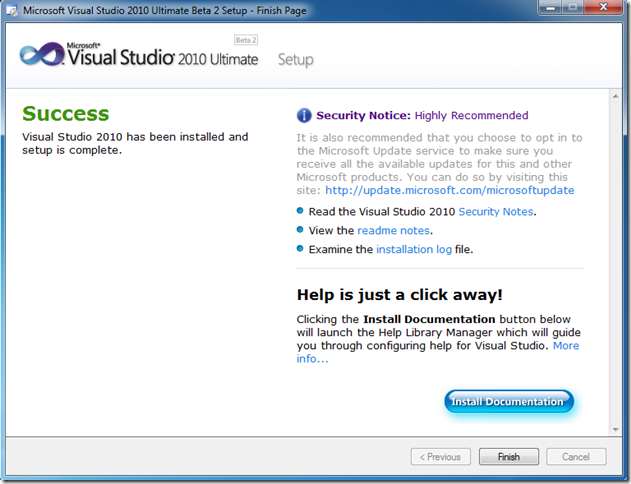 Microsoft Visual Studio 2010 Ultimate Beta 2 Setup - Finish Page
Beta 2
Microsoft®
Visual Studio 2010 Ultimate Setup
Success
Visual Studio 2010 has been installed and
setup is complete.
Security Notice: Highly Recommended
It is also recommended that you choose to opt in to
the Microsoft Update service to make sure you
receive all the available updates for this and other
Microsoft products. You can do so by visiting this
site: http://update.microsoft.com/microsoftupdate
Read the Visual Studio 2010 Security Notes.
View the readme notes.
Examine the installation log file.
Help is just a click away!
Clicking the Install Documentation button below
will launch the Help Library Manager which will guide
you through configuring help for Visual Studio. More
info...
Install Documentation
< Previous
Finish
Cancel